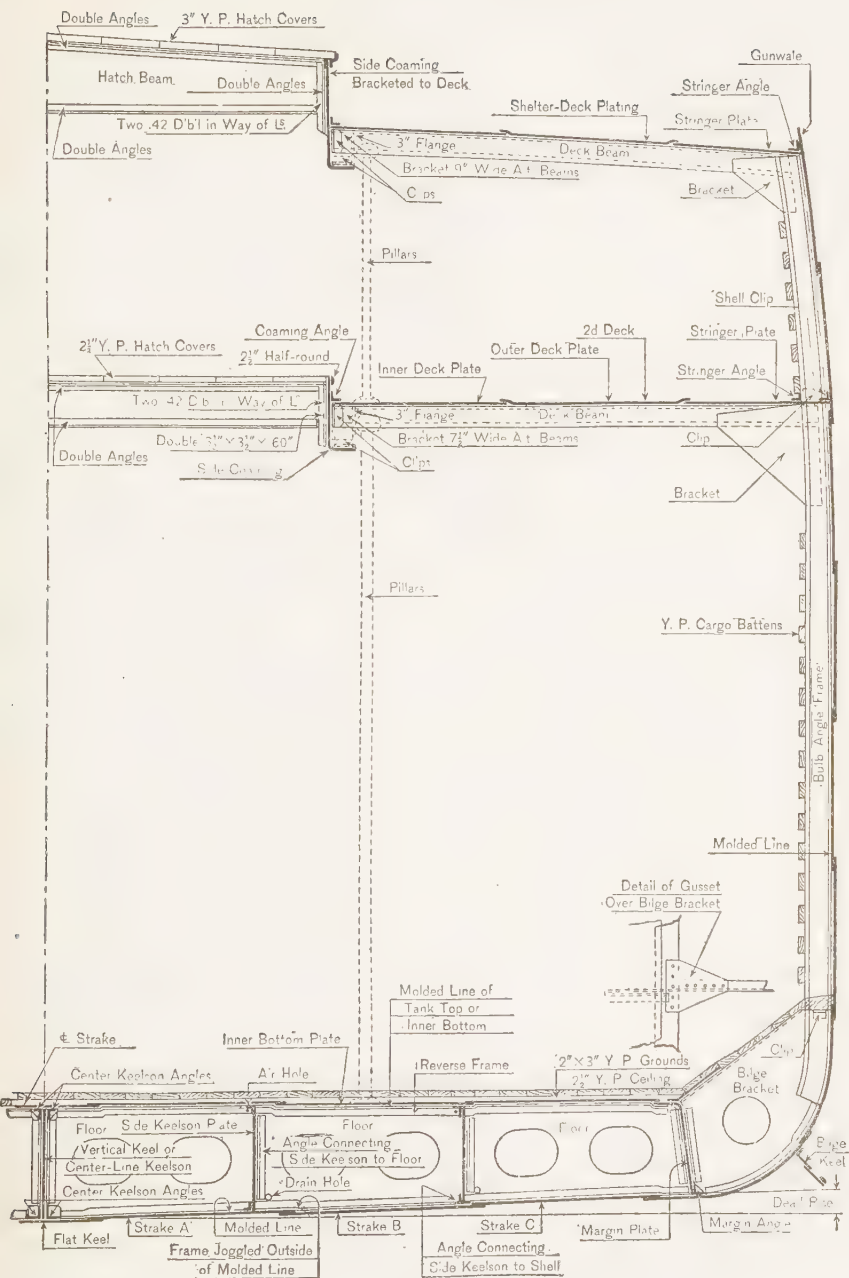 Double Angles
3" Y. P. Hatch Covers
Gunwale
Side Coaming
Bracketed to Deck
Hatch Beam
Double Angles
Stringer Angle
Shelter-Deck Plating
Stringer Plate
Two .42 D'b'l in Way of Ls
Double Angles
3" Flange
Deck Beam
Bracket 9" Wide At Beams
Clips
Bracket
Pillars
Shell Clip
Coaming Angle
2d Deck
Stringer Plate
Y. P. Hatch Covers
2½" Half-round
Outer Deck Plate
Inner Deck Plate
Stringer Angle
Two .42 D'b'l in Way of
3" Flange
Deck Beam
Double
Bracket 7½" Wide At Beams
Clip
Double Angles
Clips
Side Coaming
Bracket
Pillars
Y. P. Cargo Battens
Bulb Angle Frame
Molded Line
Detail of Gusset
Over Bilge Bracket
Molded Line of
Tank Top or
Inner Bottom
℄ Strake
Inner Bottom Plate
Clip
Center Keelson Angles
Air Hole
Reverse Frame
2" × 3" Y. P. Grounds
2½" Y. P. Ceiling
Bilge
Bracket
Floor
Side Keelson Plate
Floor
Floor
Vertical Keel or
Center-Line Keelson
Angle Connecting
Side Keelson to Floor
Bilge
Keel
Center Keelson Angles
Drain Hole
Dead Rise
Strake A
Molded Line
Strake B
Strake C
Margin Plate
Margin Angle
Flat Keel
Frame Joggled Outside
of Molded Line
Angle Connecting
Side Keelson to Shelf